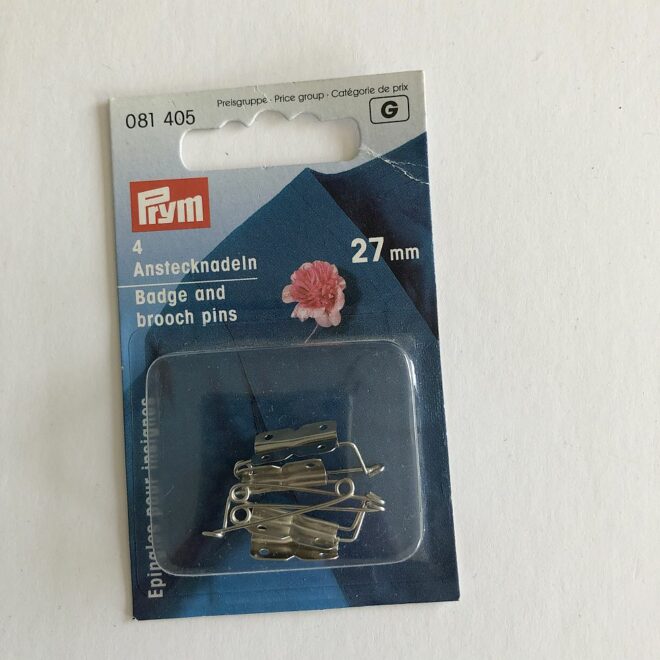 Preisgruppe · Price group · Catégorie de prix
081 405
G
Prym
4
Anstecknadeln
27 mm
Badge and
brooch pins
Epingles pour insignes